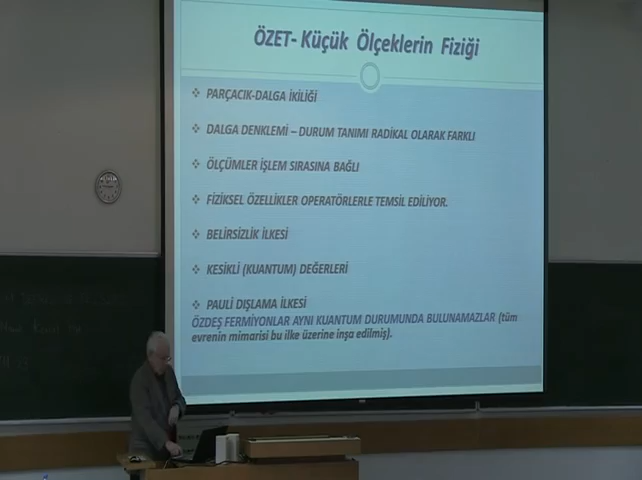 ÖZET- Küçük Ölçeklerin Fiziği
PARÇACIK-DALGA İKİLİĞİ
DALGA DENKLEMİ – DURUM TANIMI RADİKAL OLARAK FARKLI
ÖLÇÜMLER İŞLEM SIRASINA BAĞLI
FİZİKSEL ÖZELLİKLER OPERATÖRLERLE TEMSİL EDİLİYOR.
BELİRSİZLİK İLKESİ
KESİKLİ (KUANTUM) DEĞERLERİ
PAULİ DIŞLAMA İLKESİ
ÖZDEŞ FERMİYONLAR AYNI KUANTUM DURUMUNDA BULUNAMAZLAR (tüm
evrenin mimarisi bu ilke üzerine inşa edilmiş).